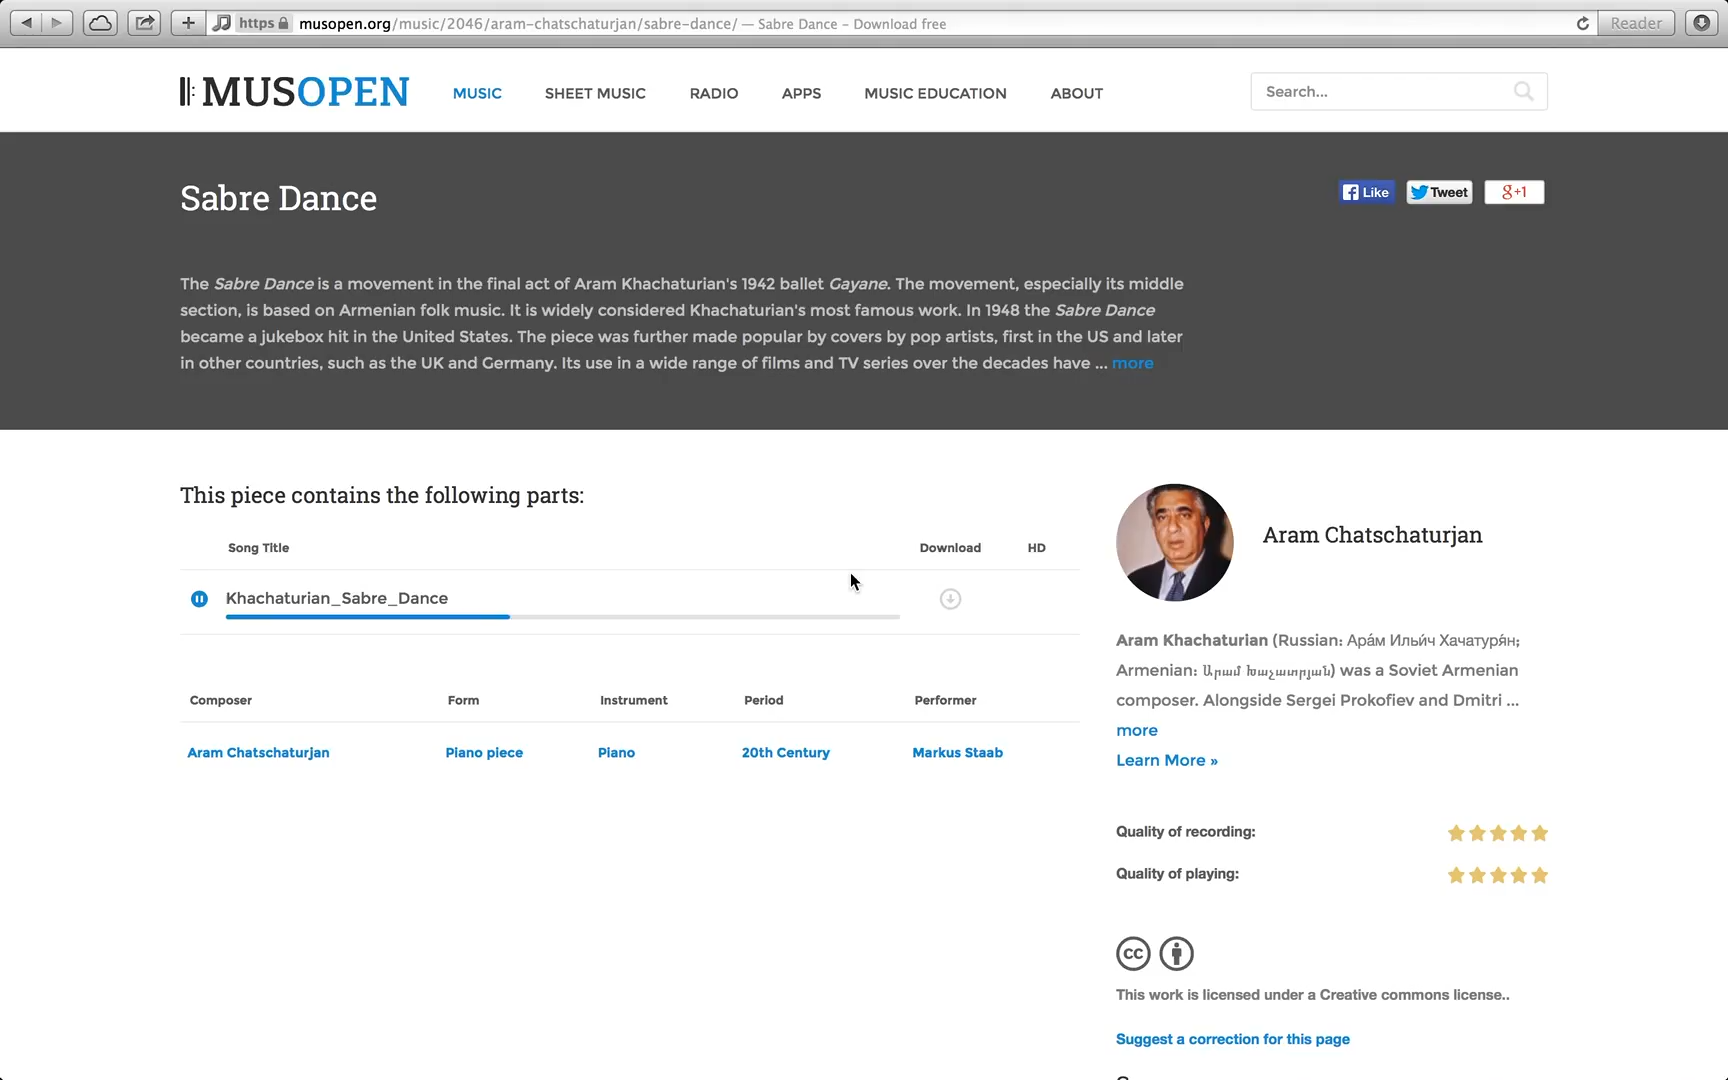 https musopen.org/music/2046/aram-chatschaturjan/sabre-dance/ — Sabre Dance - Download free
Reader
MUSOPEN
MUSIC
SHEET MUSIC
RADIO
APPS
MUSIC EDUCATION
ABOUT
Search...
Sabre Dance
Like
Tweet
g+1
The Sabre Dance is a movement in the final act of Aram Khachaturian's 1942 ballet Gayane. The movement, especially its middle
section, is based on Armenian folk music. It is widely considered Khachaturian's most famous work. In 1948 the Sabre Dance
became a jukebox hit in the United States. The piece was further made popular by covers by pop artists, first in the US and later
in other countries, such as the UK and Germany. Its use in a wide range of films and TV series over the decades have ... more
This piece contains the following parts:
Song Title
Download
HD
Khachaturian_Sabre_Dance
Composer
Form
Instrument
Period
Performer
Aram Chatschaturjan
Piano piece
Piano
20th Century
Markus Staab
Aram Chatschaturjan
Aram Khachaturian (Russian: Ара́м Ильи́ч Хачатуря́н;
Armenian: Արամ Խաչատրյան) was a Soviet Armenian
composer. Alongside Sergei Prokofiev and Dmitri ...
more
Learn More »
Quality of recording:
Quality of playing:
cc
This work is licensed under a Creative commons license..
Suggest a correction for this page